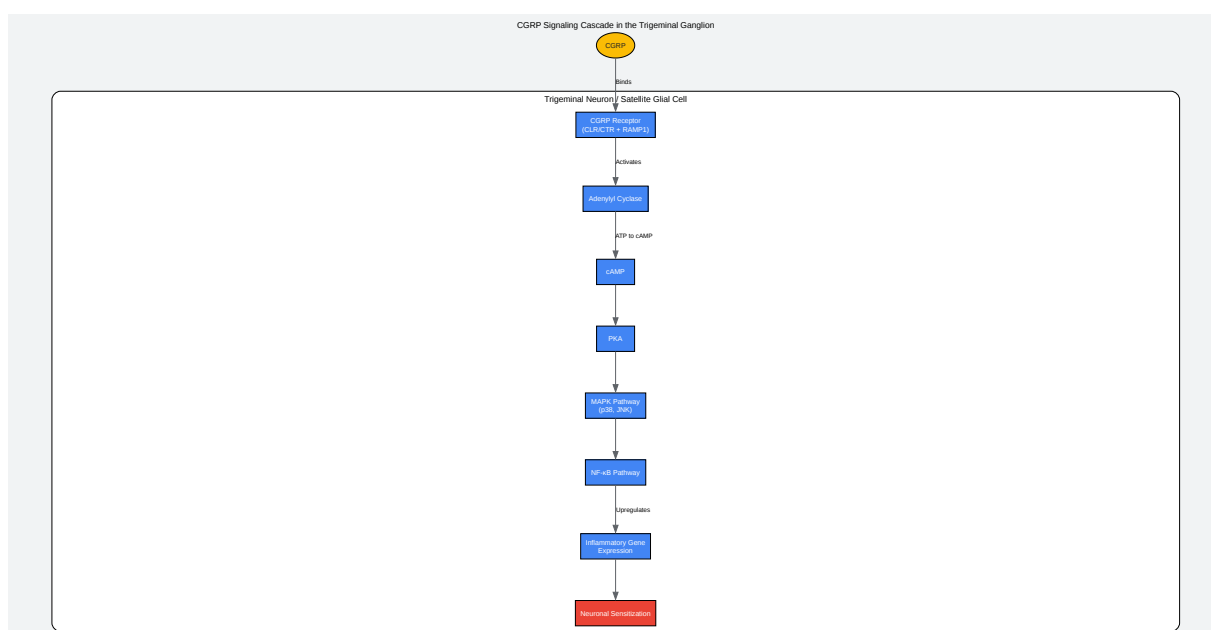 CGRP Signaling Cascade in the Trigeminal Ganglion
CGRP
Binds
Trigeminal Neuron / Satellite Glial Cell
CGRP Receptor
(CLR/CTR + RAMP1)
Activates
Adenylyl Cyclase
ATP to cAMP
cAMP
PKA
MAPK Pathway
(p38, JNK)
NF-κB Pathway
Upregulates
Inflammatory Gene
Expression
Neuronal Sensitization